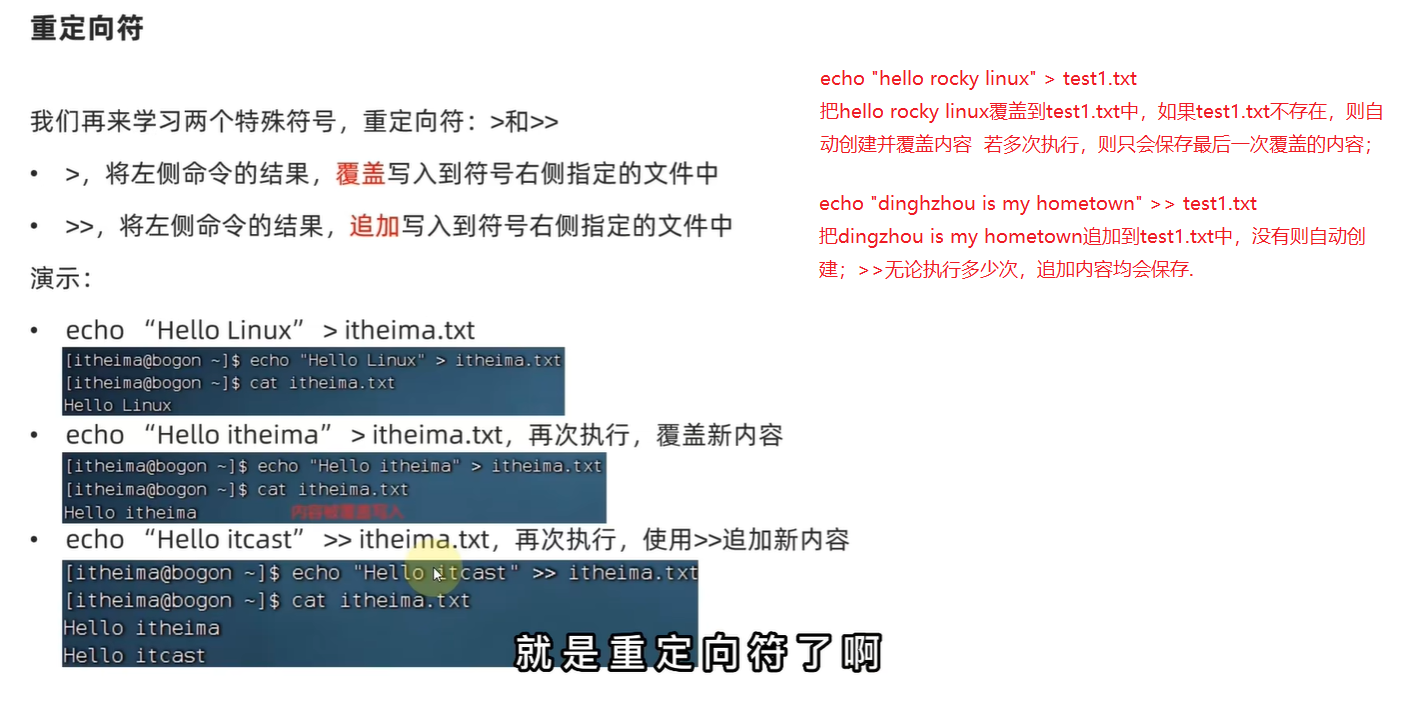 重定向符
我们再来学习两个特殊符号，重定向符：>和>>
• >，将左侧命令的结果，覆盖写入到符号右侧指定的文件中
• >>，将左侧命令的结果，追加写入到符号右侧指定的文件中
演示：
• echo “Hello Linux” > itheima.txt
[itheima@bogon ~]$ echo "Hello Linux" > itheima.txt
[itheima@bogon ~]$ cat itheima.txt
Hello Linux
• echo “Hello itheima” > itheima.txt，再次执行，覆盖新内容
[itheima@bogon ~]$ echo "Hello itheima" > itheima.txt
[itheima@bogon ~]$ cat itheima.txt
Hello itheima 内容被覆盖写入
• echo “Hello itcast” >> itheima.txt，再次执行，使用>>追加新内容
[itheima@bogon ~]$ echo "Hello itcast" >> itheima.txt
[itheima@bogon ~]$ cat itheima.txt
Hello itheima
Hello itcast
就是重定向符了啊
echo "hello rocky linux" > test1.txt
把hello rocky linux覆盖到test1.txt中，如果test1.txt不存在，则自
动创建并覆盖内容 若多次执行，则只会保存最后一次覆盖的内容；
echo "dinghzhou is my hometown" >> test1.txt
把dingzhou is my hometown追加到test1.txt中，没有则自动创
建；>>无论执行多少次，追加内容均会保存.